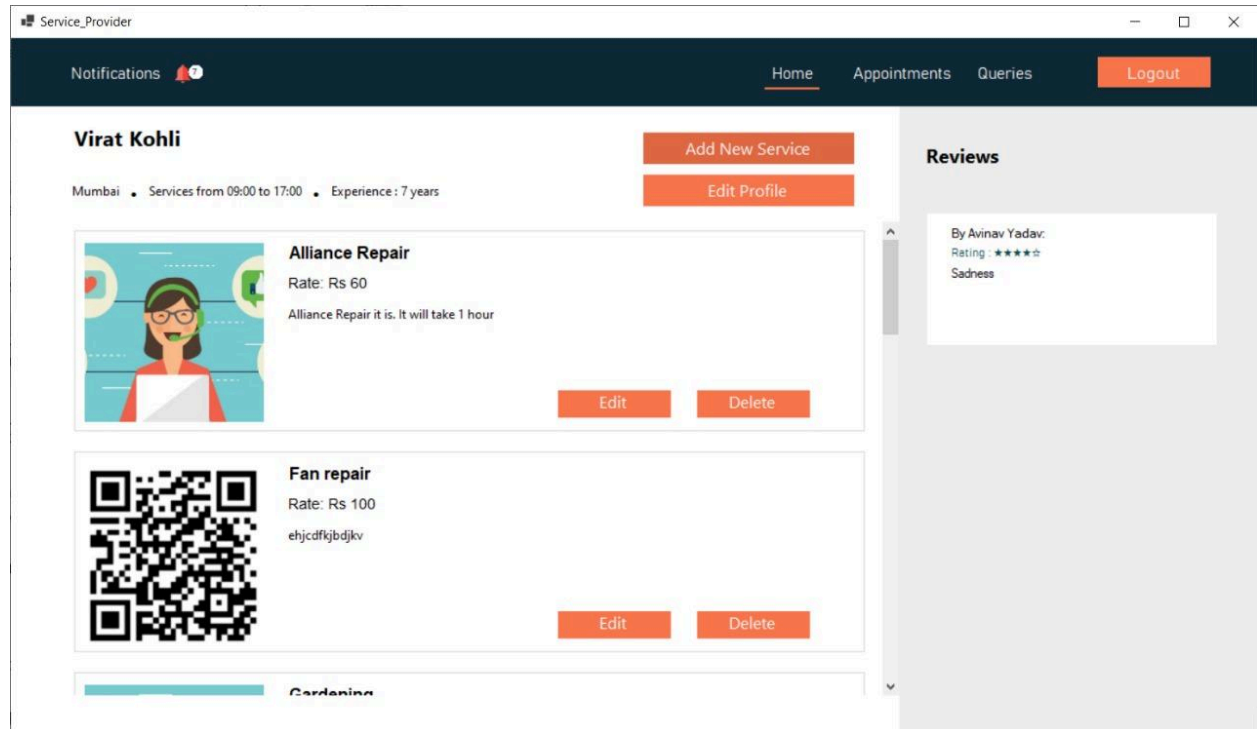 Service_Provider
Notifications 7
Home Appointments Queries Logout
Virat Kohli
Add New Service
Edit Profile
Mumbai • Services from 09:00 to 17:00 • Experience : 7 years
Alliance Repair
Rate: Rs 60
Alliance Repair it is. It will take 1 hour
Edit Delete
Fan repair
Rate: Rs 100
ehjcdfkjbdjkv
Edit Delete
Gardening
Reviews
By Avinav Yadav:
Rating : ★★★★☆
Sadness